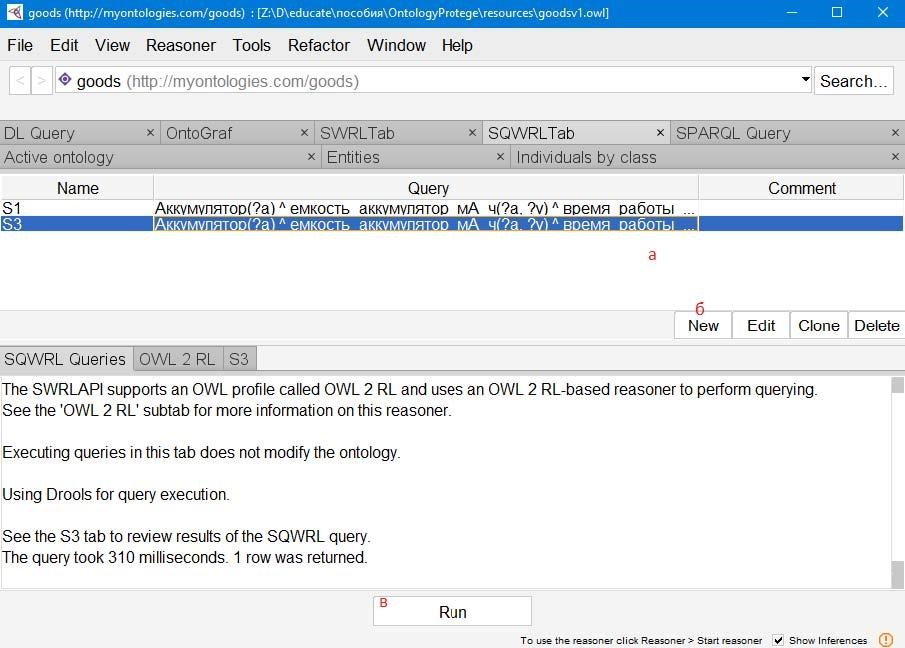 goods (http://myontologies.com/goods) : [Z:\D\educate\пособия\OntologyProtege\resources\goodsv1.owl]
File Edit View Reasoner Tools Refactor Window Help
< > goods (http://myontologies.com/goods) Search...
DL Query × OntoGraf × SWRLTab × SQWRLTab × SPARQL Query ×
Active ontology × Entities × Individuals by class ×
Name Query Comment
S1 Аккумулятор(?a) ^ емкость_аккумулятор_мА_ч(?a, ?v) ^ время_работы_...
S3 Аккумулятор(?a) ^ емкость_аккумулятор_мА_ч(?a, ?v) ^ время_работы_...
а
б
New Edit Clone Delete
SQWRL Queries OWL 2 RL S3
The SWRLAPI supports an OWL profile called OWL 2 RL and uses an OWL 2 RL-based reasoner to perform querying.
See the 'OWL 2 RL' subtab for more information on this reasoner.
Executing queries in this tab does not modify the ontology.
Using Drools for query execution.
See the S3 tab to review results of the SQWRL query.
The query took 310 milliseconds. 1 row was returned.
в Run
To use the reasoner click Reasoner > Start reasoner Show Inferences